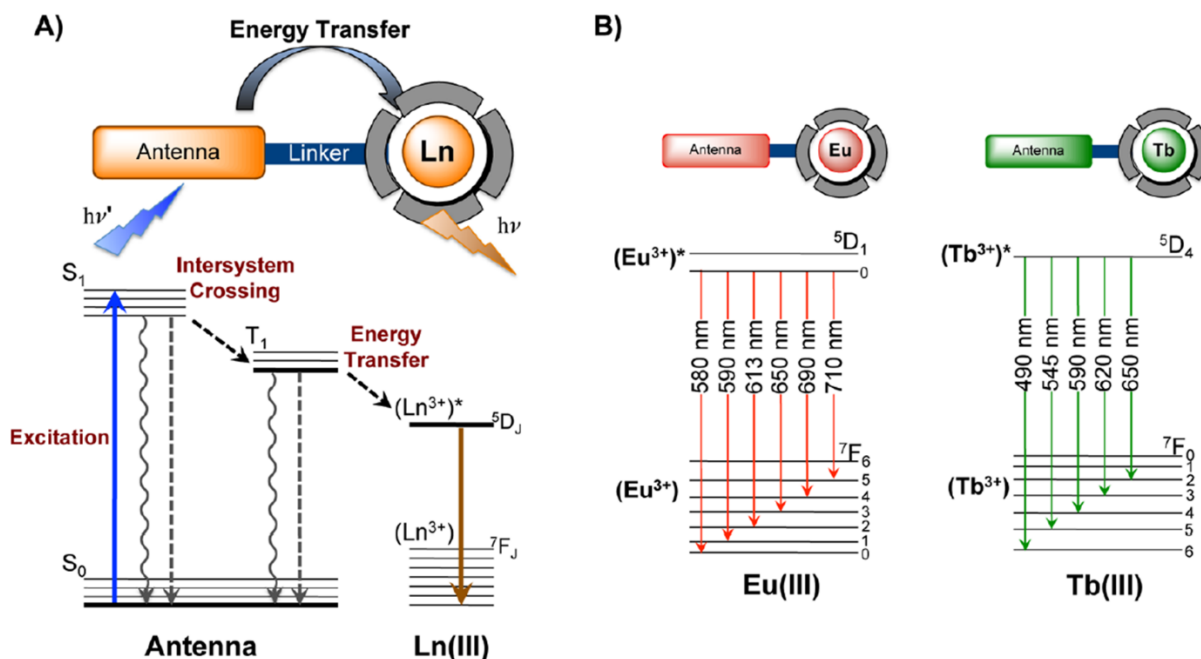 A)
Energy Transfer
Antenna
Linker
Ln
hν'
hν
S1
Intersystem
Crossing
T1
Energy
Transfer
(Ln3+)*
5DJ
Excitation
(Ln3+)
7FJ
S0
Antenna
Ln(III)
B)
Antenna
Eu
Antenna
Tb
(Eu3+)*
5D1
0
580 nm
590 nm
613 nm
650 nm
690 nm
710 nm
7F6
5
4
3
2
1
0
(Eu3+)
Eu(III)
(Tb3+)*
5D4
490 nm
545 nm
590 nm
620 nm
650 nm
7F0
1
2
3
4
5
6
(Tb3+)
Tb(III)